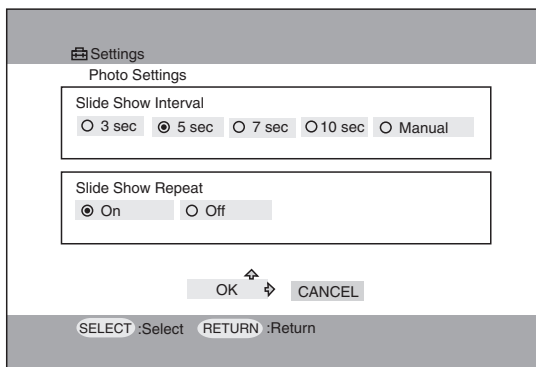 Settings
Photo Settings
Slide Show Interval
3 sec 5 sec 7 sec 10 sec Manual
Slide Show Repeat
On Off
OK CANCEL
SELECT :Select RETURN :Return